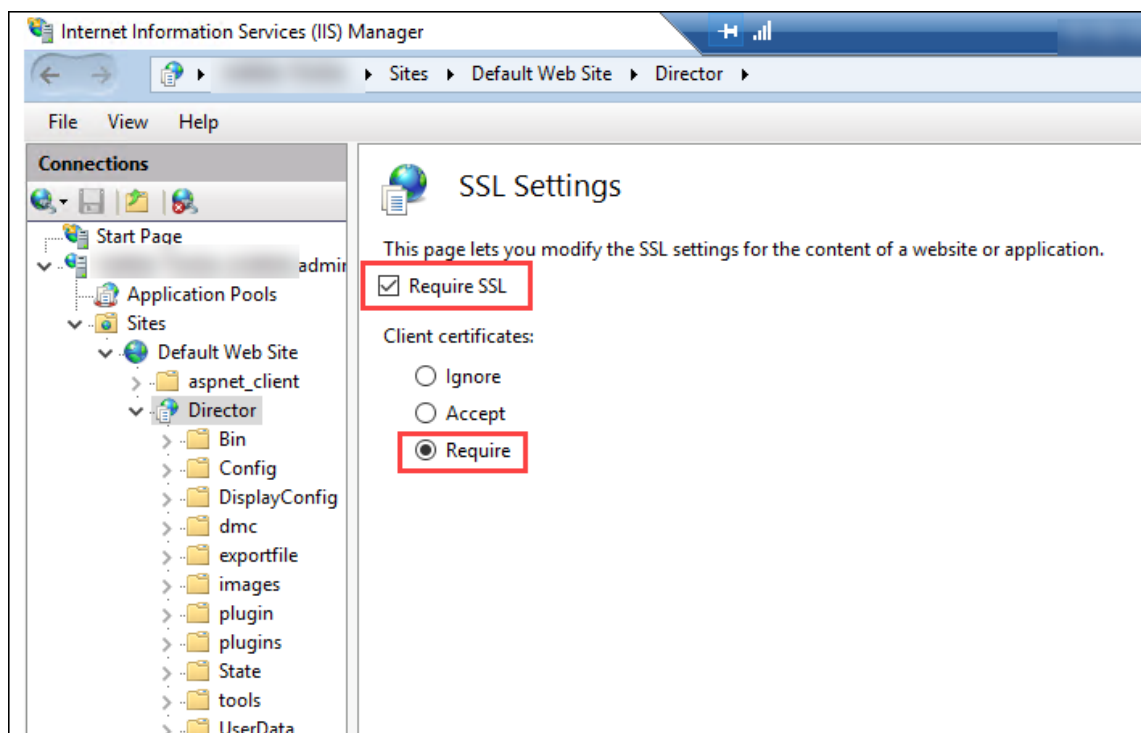 Internet Information Services (IIS) Manager
Sites Default Web Site Director
File View Help
Connections
SSL Settings
Start Page
This page lets you modify the SSL settings for the content of a website or application.
admin
Require SSL
Application Pools
Sites
Client certificates:
Default Web Site
Ignore
aspnet_client
Accept
Director
Bin
Require
Config
DisplayConfig
dmc
exportfile
images
plugin
plugins
State
tools
UserData